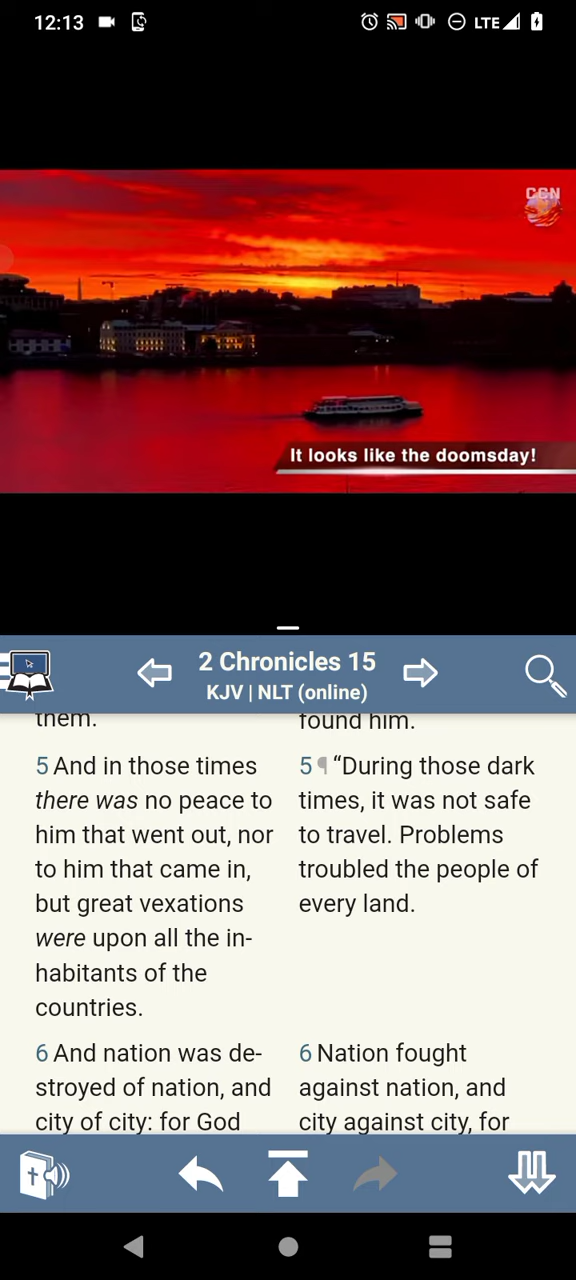 12:13
LTE
CGN
It looks like the doomsday!
2 Chronicles 15
KJV | NLT (online)
them.
5 And in those times
there was no peace to
him that went out, nor
to him that came in,
but great vexations
were upon all the in-
habitants of the
countries.
6 And nation was de-
stroyed of nation, and
city of city: for God
found him.
5 ¶ “During those dark
times, it was not safe
to travel. Problems
troubled the people of
every land.
6 Nation fought
against nation, and
city against city, for